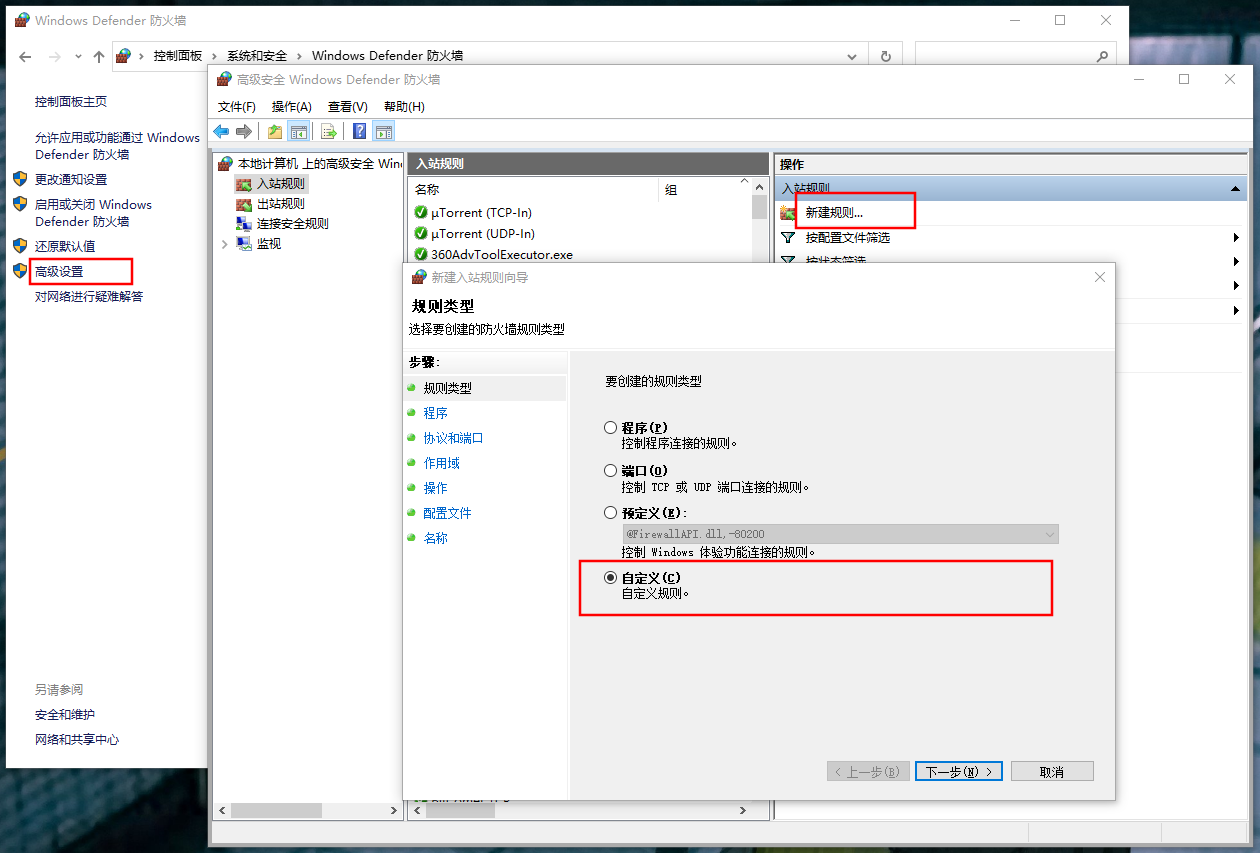 Windows Defender 防火墙
控制面板 › 系统和安全 › Windows Defender 防火墙
控制面板主页
允许应用或功能通过 Windows
Defender 防火墙
更改通知设置
启用或关闭 Windows
Defender 防火墙
还原默认值
高级设置
对网络进行疑难解答
另请参阅
安全和维护
网络和共享中心
高级安全 Windows Defender 防火墙
文件(F) 操作(A) 查看(V) 帮助(H)
本地计算机 上的高级安全 Win
入站规则
出站规则
连接安全规则
监视
入站规则
名称 组
µTorrent (TCP-In)
µTorrent (UDP-In)
360AdvToolExecutor.exe
操作
入站规则
新建规则...
按配置文件筛选
按状态筛选
新建入站规则向导
规则类型
选择要创建的防火墙规则类型
步骤:
规则类型
程序
协议和端口
作用域
操作
配置文件
名称
要创建的规则类型
程序(P)
控制程序连接的规则。
端口(O)
控制 TCP 或 UDP 端口连接的规则。
预定义(E):
@FirewallAPI.dll,-80200
控制 Windows 体验功能连接的规则。
自定义(C)
自定义规则。
< 上一步(B) 下一步(N) > 取消